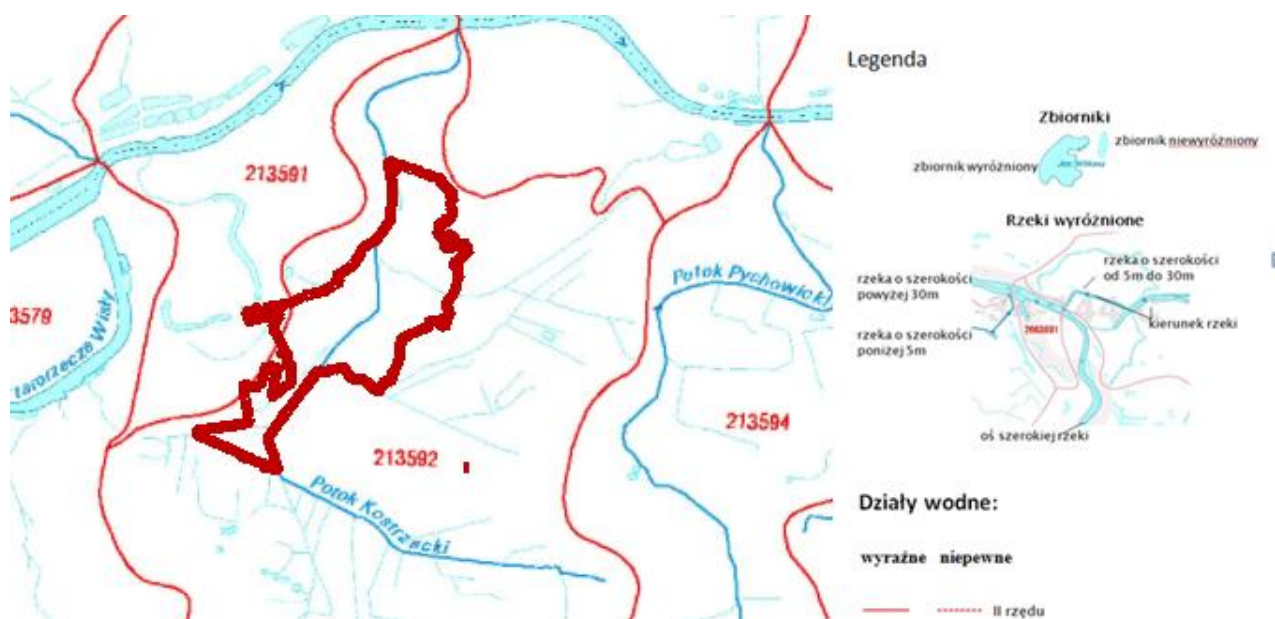 213591
3579
tarorzecze Wisły
213592
Potok Kostrzecki
Potok Pychowicki
213594
Legenda
Zbiorniki
zbiornik wyróżniony
zbiornik niewyróżniony
Rzeki wyróżnione
rzeka o szerokości
powyżej 30m
rzeka o szerokości
od 5m do 30m
kierunek rzeki
rzeka o szerokości
poniżej 5m
oś szerokiej rzeki
Działy wodne:
wyraźne niepewne
II rzędu